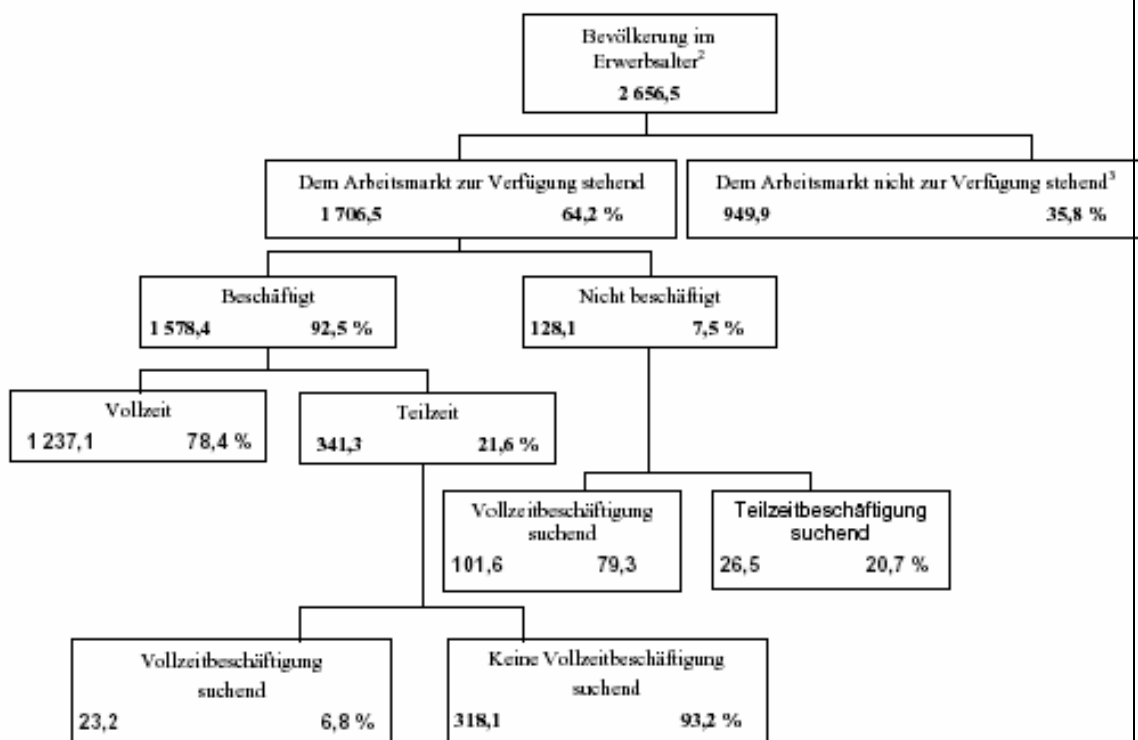 Bevölkerung im
Erwerbsalter²
2 656,5
Dem Arbeitsmarkt zur Verfügung stehend
1 706,5 64,2 %
Dem Arbeitsmarkt nicht zur Verfügung stehend³
949,9 35,8 %
Beschäftigt
1 578,4 92,5 %
Nicht beschäftigt
128,1 7,5 %
Vollzeit
1 237,1 78,4 %
Teilzeit
341,3 21,6 %
Vollzeitbeschäftigung
suchend
101,6 79,3
Teilzeitbeschäftigung
suchend
26,5 20,7 %
Vollzeitbeschäftigung
suchend
23,2 6,8 %
Keine Vollzeitbeschäftigung
suchend
318,1 93,2 %